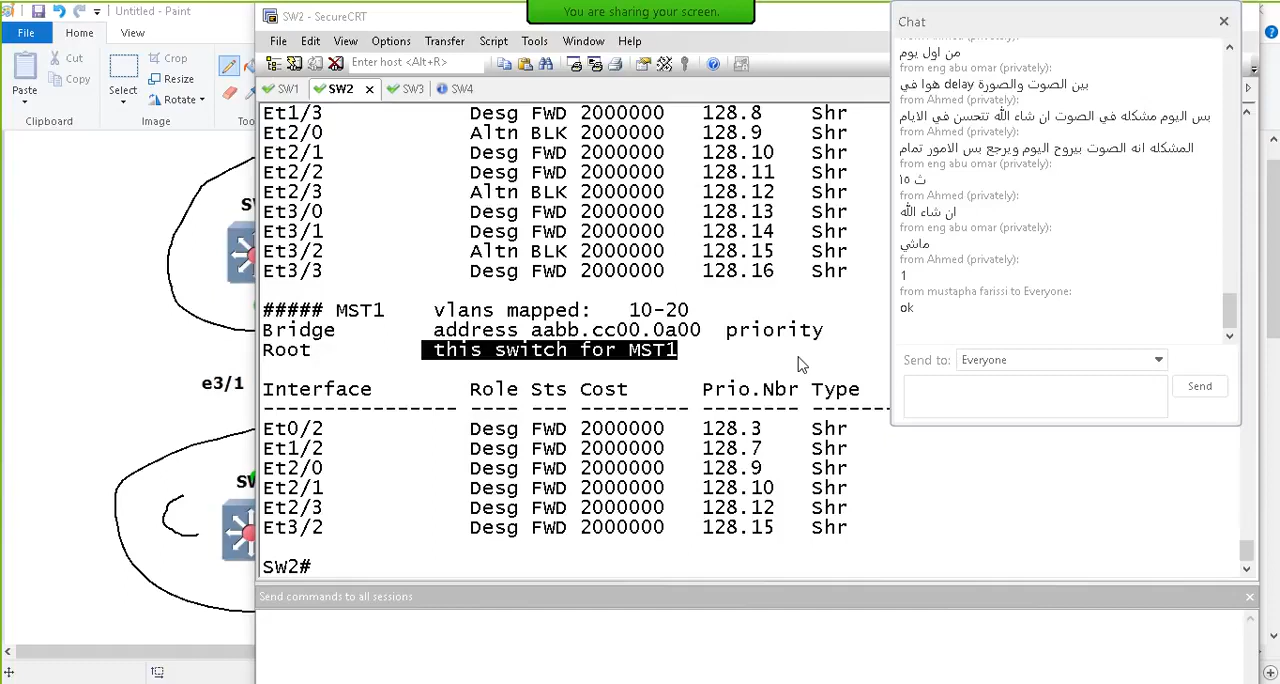 Untitled - Paint
File
Home
View
Paste
Cut
Copy
Clipboard
Select
Crop
Resize
Rotate
Image
e3/1
You are sharing your screen.
SW2 - SecureCRT
File Edit View Options Transfer Script Tools Window Help
Enter host <Alt+R>
SW1
SW2
SW3
SW4
Et1/3 Desg FWD 2000000 128.8 Shr
Et2/0 Altn BLK 2000000 128.9 Shr
Et2/1 Desg FWD 2000000 128.10 Shr
Et2/2 Desg FWD 2000000 128.11 Shr
Et2/3 Altn BLK 2000000 128.12 Shr
Et3/0 Desg FWD 2000000 128.13 Shr
Et3/1 Desg FWD 2000000 128.14 Shr
Et3/2 Altn BLK 2000000 128.15 Shr
Et3/3 Desg FWD 2000000 128.16 Shr
##### MST1 vlans mapped: 10-20
Bridge address aabb.cc00.0a00 priority
Root this switch for MST1
Interface Role Sts Cost Prio.Nbr Type
---------------- ---- --- --------- -------- -------
Et0/2 Desg FWD 2000000 128.3 Shr
Et1/2 Desg FWD 2000000 128.7 Shr
Et2/0 Desg FWD 2000000 128.9 Shr
Et2/1 Desg FWD 2000000 128.10 Shr
Et2/3 Desg FWD 2000000 128.12 Shr
Et3/2 Desg FWD 2000000 128.15 Shr
SW2#
Send commands to all sessions
Chat
من اول يوم
from eng abu omar (privately):
بين الصوت والصورة delay هوا في
from Ahmed (privately):
بس اليوم مشكله في الصوت ان شاء الله تتحسن في الايام
from Ahmed (privately):
المشكله انه الصوت بيروح اليوم ويرجع بس الامور تمام
from eng abu omar (privately):
ث ١٥
from Ahmed (privately):
ان شاء الله
from eng abu omar (privately):
ماشي
from Ahmed (privately):
1
from mustapha farissi to Everyone:
ok
Send to: Everyone
Send